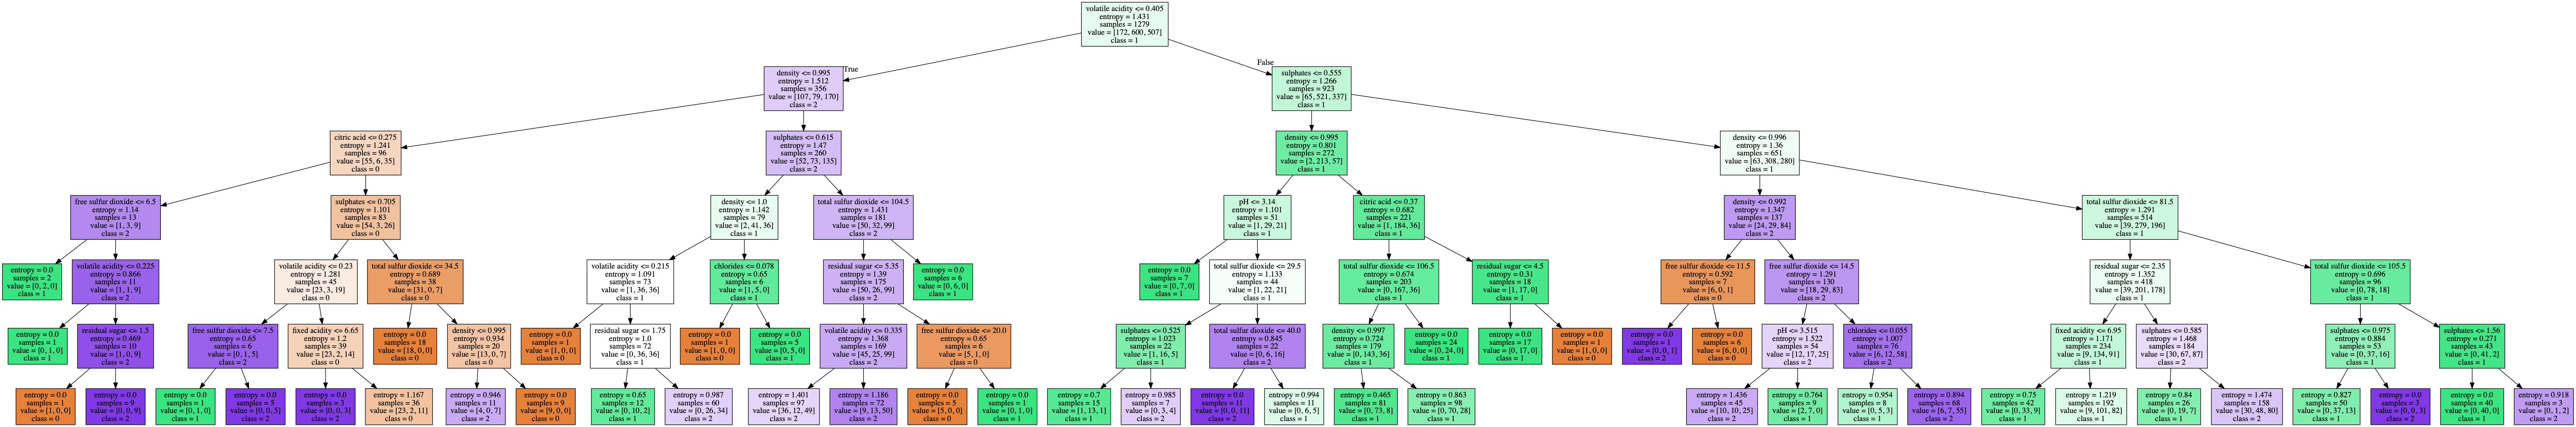 volatile acidity <= 0.405
entropy = 1.431
samples = 1279
value = [172, 600, 507]
class = 1
True
False
density <= 0.995
entropy = 1.512
samples = 356
value = [107, 79, 170]
class = 2
sulphates <= 0.555
entropy = 1.266
samples = 923
value = [65, 521, 337]
class = 1
citric acid <= 0.275
entropy = 1.241
samples = 96
value = [55, 6, 35]
class = 0
sulphates <= 0.615
entropy = 1.47
samples = 260
value = [52, 73, 135]
class = 2
density <= 0.995
entropy = 0.801
samples = 272
value = [2, 213, 57]
class = 1
density <= 0.996
entropy = 1.36
samples = 651
value = [63, 308, 280]
class = 1
free sulfur dioxide <= 6.5
entropy = 1.14
samples = 13
value = [1, 3, 9]
class = 2
sulphates <= 0.705
entropy = 1.101
samples = 83
value = [54, 3, 26]
class = 0
density <= 1.0
entropy = 1.142
samples = 79
value = [2, 41, 36]
class = 1
total sulfur dioxide <= 104.5
entropy = 1.431
samples = 181
value = [50, 32, 99]
class = 2
pH <= 3.14
entropy = 1.101
samples = 51
value = [1, 29, 21]
class = 1
citric acid <= 0.37
entropy = 0.682
samples = 221
value = [1, 184, 36]
class = 1
density <= 0.992
entropy = 1.347
samples = 137
value = [24, 29, 84]
class = 2
total sulfur dioxide <= 81.5
entropy = 1.291
samples = 514
value = [39, 279, 196]
class = 1
entropy = 0.0
samples = 2
value = [0, 2, 0]
class = 1
volatile acidity <= 0.225
entropy = 0.866
samples = 11
value = [1, 1, 9]
class = 2
volatile acidity <= 0.23
entropy = 1.281
samples = 45
value = [23, 3, 19]
class = 0
total sulfur dioxide <= 34.5
entropy = 0.689
samples = 38
value = [31, 0, 7]
class = 0
volatile acidity <= 0.215
entropy = 1.091
samples = 73
value = [1, 36, 36]
class = 1
chlorides <= 0.078
entropy = 0.65
samples = 6
value = [1, 5, 0]
class = 1
residual sugar <= 5.35
entropy = 1.39
samples = 175
value = [50, 26, 99]
class = 2
entropy = 0.0
samples = 6
value = [0, 6, 0]
class = 1
entropy = 0.0
samples = 7
value = [0, 7, 0]
class = 1
total sulfur dioxide <= 29.5
entropy = 1.133
samples = 44
value = [1, 22, 21]
class = 1
total sulfur dioxide <= 106.5
entropy = 0.674
samples = 203
value = [0, 167, 36]
class = 1
residual sugar <= 4.5
entropy = 0.31
samples = 18
value = [1, 17, 0]
class = 1
free sulfur dioxide <= 11.5
entropy = 0.592
samples = 7
value = [6, 0, 1]
class = 0
free sulfur dioxide <= 14.5
entropy = 1.291
samples = 130
value = [18, 29, 83]
class = 2
residual sugar <= 2.35
entropy = 1.352
samples = 418
value = [39, 201, 178]
class = 1
total sulfur dioxide <= 105.5
entropy = 0.696
samples = 96
value = [0, 78, 18]
class = 1
entropy = 0.0
samples = 1
value = [0, 1, 0]
class = 1
residual sugar <= 1.5
entropy = 0.469
samples = 10
value = [1, 0, 9]
class = 2
free sulfur dioxide <= 7.5
entropy = 0.65
samples = 6
value = [0, 1, 5]
class = 2
fixed acidity <= 6.65
entropy = 1.2
samples = 39
value = [23, 2, 14]
class = 0
entropy = 0.0
samples = 18
value = [18, 0, 0]
class = 0
density <= 0.995
entropy = 0.934
samples = 20
value = [13, 0, 7]
class = 0
entropy = 0.0
samples = 1
value = [1, 0, 0]
class = 0
residual sugar <= 1.75
entropy = 1.0
samples = 72
value = [0, 36, 36]
class = 1
entropy = 0.0
samples = 1
value = [1, 0, 0]
class = 0
entropy = 0.0
samples = 5
value = [0, 5, 0]
class = 1
volatile acidity <= 0.335
entropy = 1.368
samples = 169
value = [45, 25, 99]
class = 2
free sulfur dioxide <= 20.0
entropy = 0.65
samples = 6
value = [5, 1, 0]
class = 0
sulphates <= 0.525
entropy = 1.023
samples = 22
value = [1, 16, 5]
class = 1
total sulfur dioxide <= 40.0
entropy = 0.845
samples = 22
value = [0, 6, 16]
class = 2
density <= 0.997
entropy = 0.724
samples = 179
value = [0, 143, 36]
class = 1
entropy = 0.0
samples = 24
value = [0, 24, 0]
class = 1
entropy = 0.0
samples = 17
value = [0, 17, 0]
class = 1
entropy = 0.0
samples = 1
value = [1, 0, 0]
class = 0
entropy = 0.0
samples = 1
value = [0, 0, 1]
class = 2
entropy = 0.0
samples = 6
value = [6, 0, 0]
class = 0
pH <= 3.515
entropy = 1.522
samples = 54
value = [12, 17, 25]
class = 2
chlorides <= 0.055
entropy = 1.007
samples = 76
value = [6, 12, 58]
class = 2
fixed acidity <= 6.95
entropy = 1.171
samples = 234
value = [9, 134, 91]
class = 1
sulphates <= 0.585
entropy = 1.468
samples = 184
value = [30, 67, 87]
class = 2
sulphates <= 0.975
entropy = 0.884
samples = 53
value = [0, 37, 16]
class = 1
sulphates <= 1.56
entropy = 0.271
samples = 43
value = [0, 41, 2]
class = 1
entropy = 0.0
samples = 1
value = [1, 0, 0]
class = 0
entropy = 0.0
samples = 9
value = [0, 0, 9]
class = 2
entropy = 0.0
samples = 1
value = [0, 1, 0]
class = 1
entropy = 0.0
samples = 5
value = [0, 0, 5]
class = 2
entropy = 0.0
samples = 3
value = [0, 0, 3]
class = 2
entropy = 1.167
samples = 36
value = [23, 2, 11]
class = 0
entropy = 0.946
samples = 11
value = [4, 0, 7]
class = 2
entropy = 0.0
samples = 9
value = [9, 0, 0]
class = 0
entropy = 0.65
samples = 12
value = [0, 10, 2]
class = 1
entropy = 0.987
samples = 60
value = [0, 26, 34]
class = 2
entropy = 1.401
samples = 97
value = [36, 12, 49]
class = 2
entropy = 1.186
samples = 72
value = [9, 13, 50]
class = 2
entropy = 0.0
samples = 5
value = [5, 0, 0]
class = 0
entropy = 0.0
samples = 1
value = [0, 1, 0]
class = 1
entropy = 0.7
samples = 15
value = [1, 13, 1]
class = 1
entropy = 0.985
samples = 7
value = [0, 3, 4]
class = 2
entropy = 0.0
samples = 11
value = [0, 0, 11]
class = 2
entropy = 0.994
samples = 11
value = [0, 6, 5]
class = 1
entropy = 0.465
samples = 81
value = [0, 73, 8]
class = 1
entropy = 0.863
samples = 98
value = [0, 70, 28]
class = 1
entropy = 1.436
samples = 45
value = [10, 10, 25]
class = 2
entropy = 0.764
samples = 9
value = [2, 7, 0]
class = 1
entropy = 0.954
samples = 8
value = [0, 5, 3]
class = 1
entropy = 0.894
samples = 68
value = [6, 7, 55]
class = 2
entropy = 0.75
samples = 42
value = [0, 33, 9]
class = 1
entropy = 1.219
samples = 192
value = [9, 101, 82]
class = 1
entropy = 0.84
samples = 26
value = [0, 19, 7]
class = 1
entropy = 1.474
samples = 158
value = [30, 48, 80]
class = 2
entropy = 0.827
samples = 50
value = [0, 37, 13]
class = 1
entropy = 0.0
samples = 3
value = [0, 0, 3]
class = 2
entropy = 0.0
samples = 40
value = [0, 40, 0]
class = 1
entropy = 0.918
samples = 3
value = [0, 1, 2]
class = 2